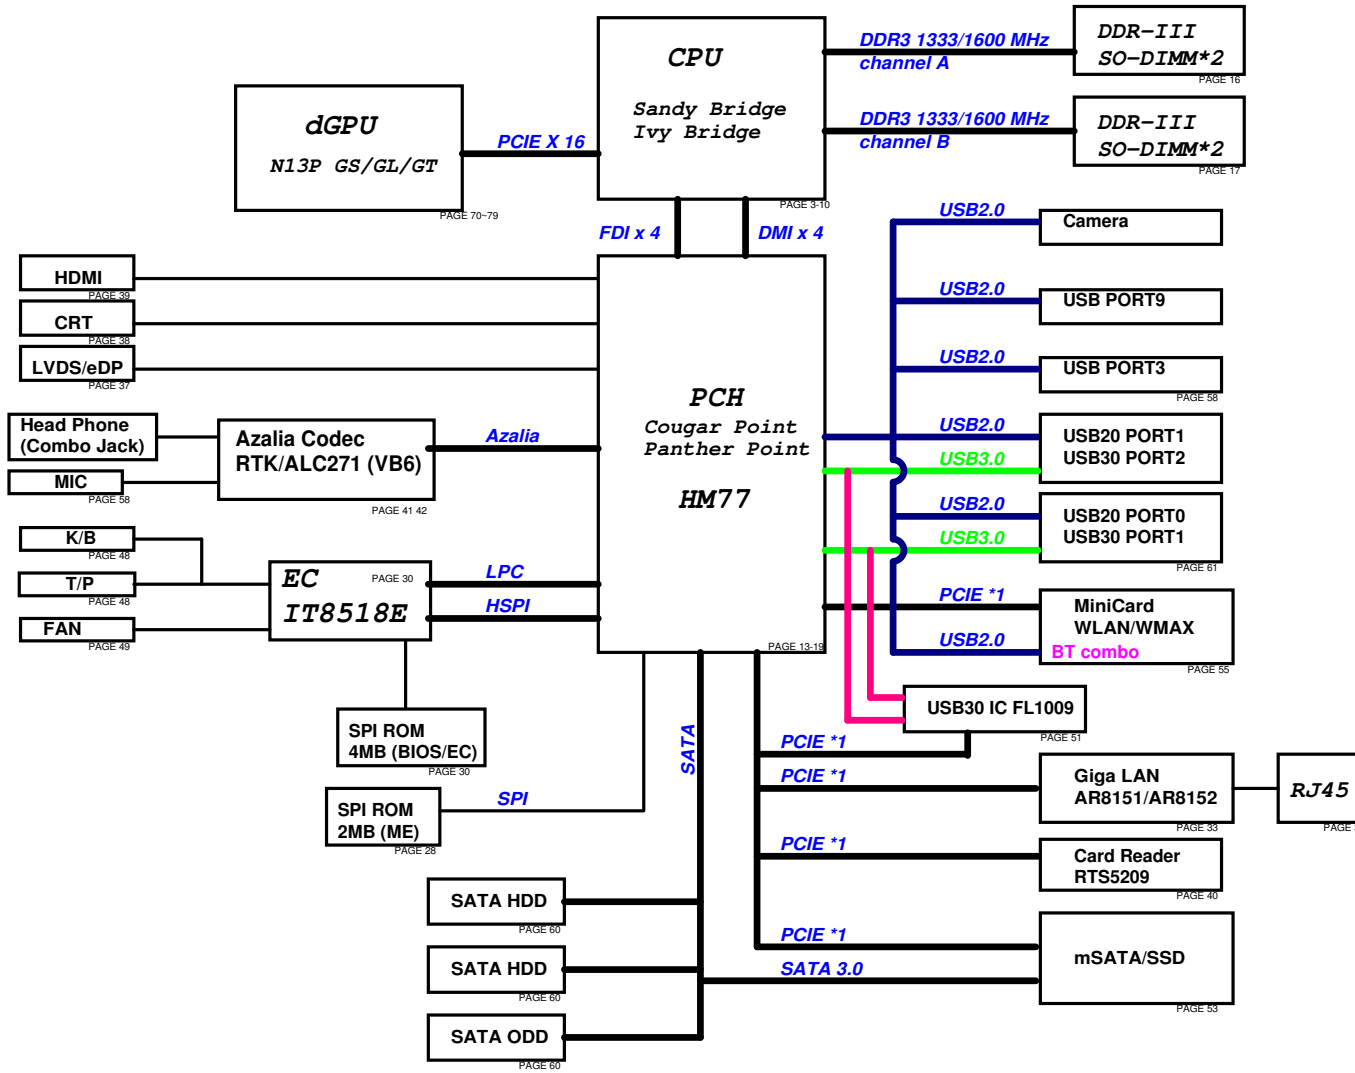 CPU
Sandy Bridge
Ivy Bridge
PAGE 3-10
DDR3 1333/1600 MHz
channel A
DDR-III
SO-DIMM*2
PAGE 16
DDR3 1333/1600 MHz
channel B
DDR-III
SO-DIMM*2
PAGE 17
dGPU
N13P GS/GL/GT
PAGE 70~79
PCIE X 16
FDI x 4
DMI x 4
HDMI
PAGE 39
CRT
PAGE 38
LVDS/eDP
PAGE 37
Head Phone
(Combo Jack)
MIC
PAGE 58
Azalia Codec
RTK/ALC271 (VB6)
PAGE 41 42
Azalia
K/B
PAGE 48
T/P
PAGE 48
FAN
PAGE 49
EC
PAGE 30
IT8518E
LPC
HSPI
SPI ROM
4MB (BIOS/EC)
PAGE 30
SPI ROM
2MB (ME)
PAGE 28
SPI
PCH
Cougar Point
Panther Point
HM77
PAGE 13-19
USB2.0
Camera
USB2.0
USB PORT9
USB2.0
USB PORT3
PAGE 58
USB2.0
USB3.0
USB20 PORT1
USB30 PORT2
USB2.0
USB3.0
USB20 PORT0
USB30 PORT1
PAGE 61
PCIE *1
USB2.0
MiniCard
WLAN/WMAX
BT combo
PAGE 55
USB30 IC FL1009
PAGE 51
PCIE *1
PCIE *1
Giga LAN
AR8151/AR8152
PAGE 33
RJ45
PAGE
PCIE *1
Card Reader
RTS5209
PAGE 40
PCIE *1
SATA 3.0
mSATA/SSD
PAGE 53
SATA
SATA HDD
PAGE 60
SATA HDD
PAGE 60
SATA ODD
PAGE 60